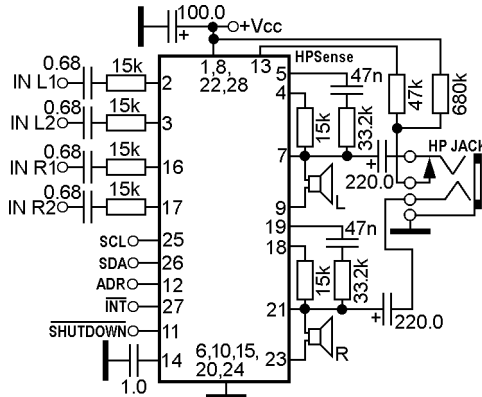 100.0
+Vcc
HPSense
1,8,
22,28
13
5
47n
0.68
15k
IN L1
2
4
47k
680k
0.68
15k
IN L2
3
15k
33.2k
HP JACK
7
220.0
0.68
15k
IN R1
16
L
0.68
15k
IN R2
17
9
19
47n
SCL
25
18
SDA
26
15k
33.2k
ADR
12
INT
27
21
220.0
SHUTDOWN
11
14
6,10,15,
20,24
23
R
1.0